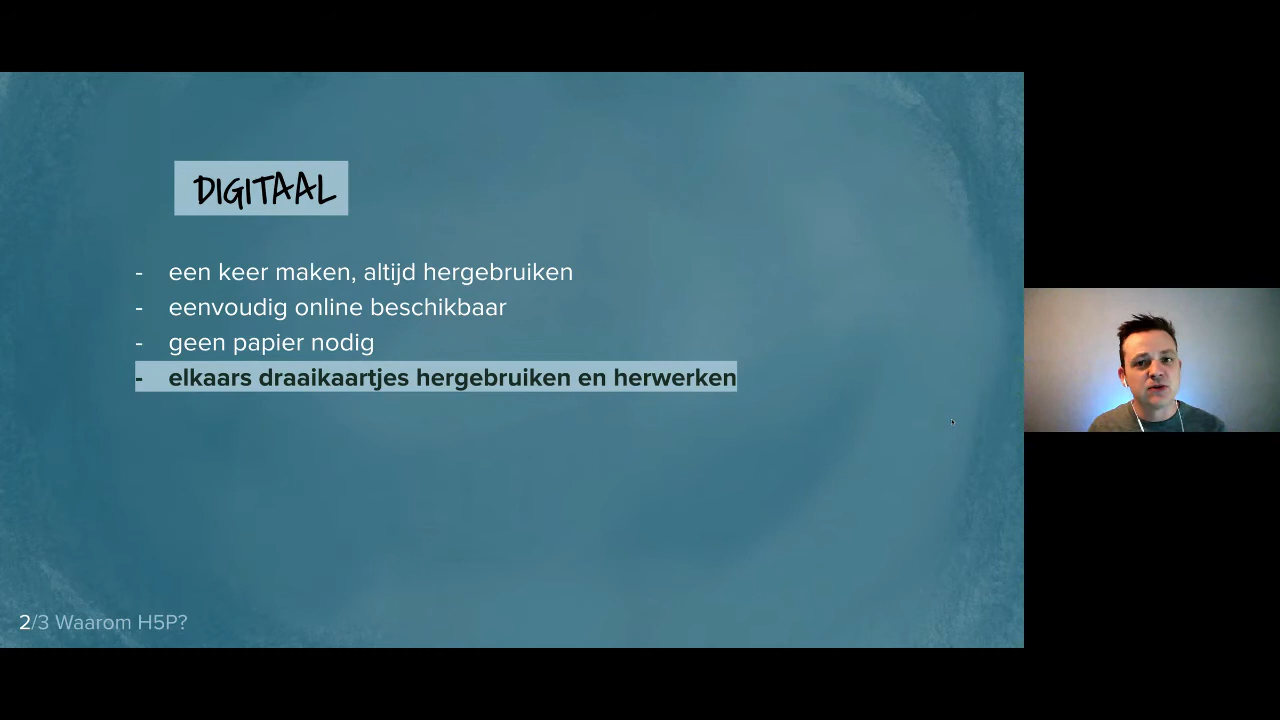 DIGITAAL
- een keer maken, altijd hergebruiken
- eenvoudig online beschikbaar
- geen papier nodig
- elkaars draaikaartjes hergebruiken en herwerken
2/3 Waarom H5P?